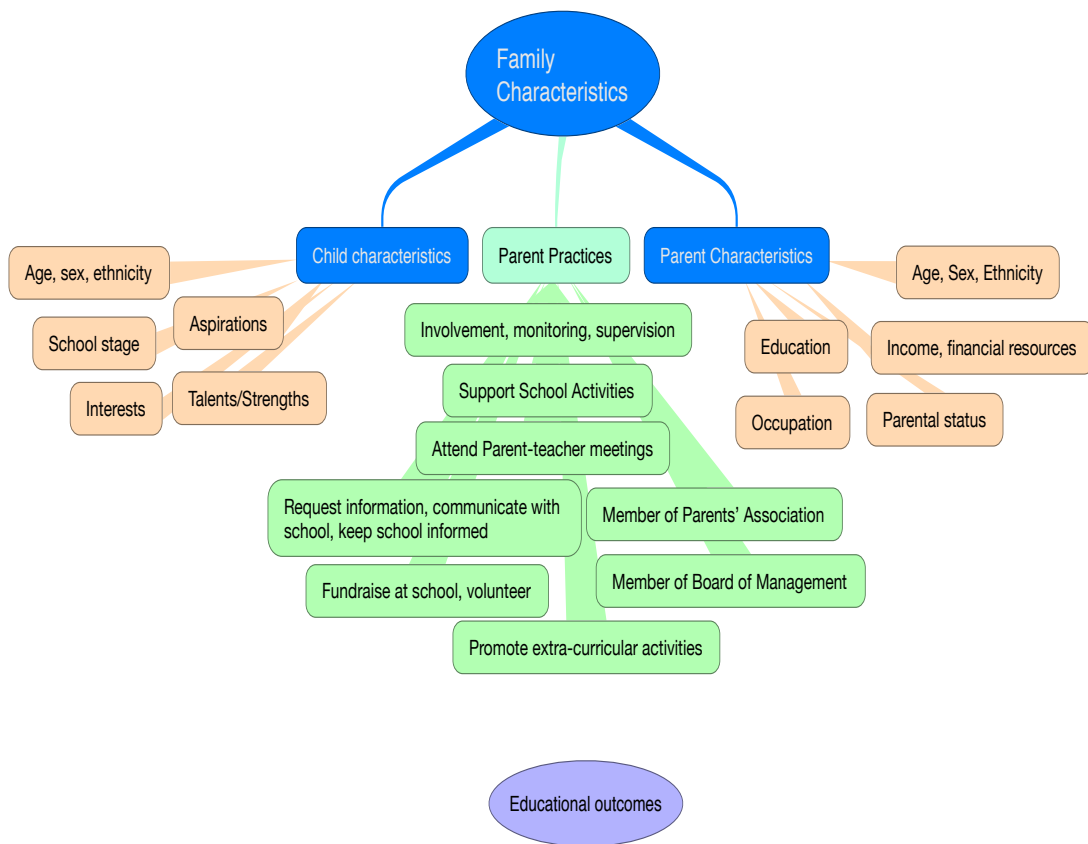 Family
Characteristics
Child characteristics
Parent Practices
Parent Characteristics
Age, sex, ethnicity
Age, Sex, Ethnicity
Aspirations
School stage
Involvement, monitoring, supervision
Education
Income, financial resources
Interests
Talents/Strengths
Support School Activities
Occupation
Parental status
Attend Parent-teacher meetings
Request information, communicate with
school, keep school informed
Member of Parents’ Association
Fundraise at school, volunteer
Member of Board of Management
Promote extra-curricular activities
Educational outcomes